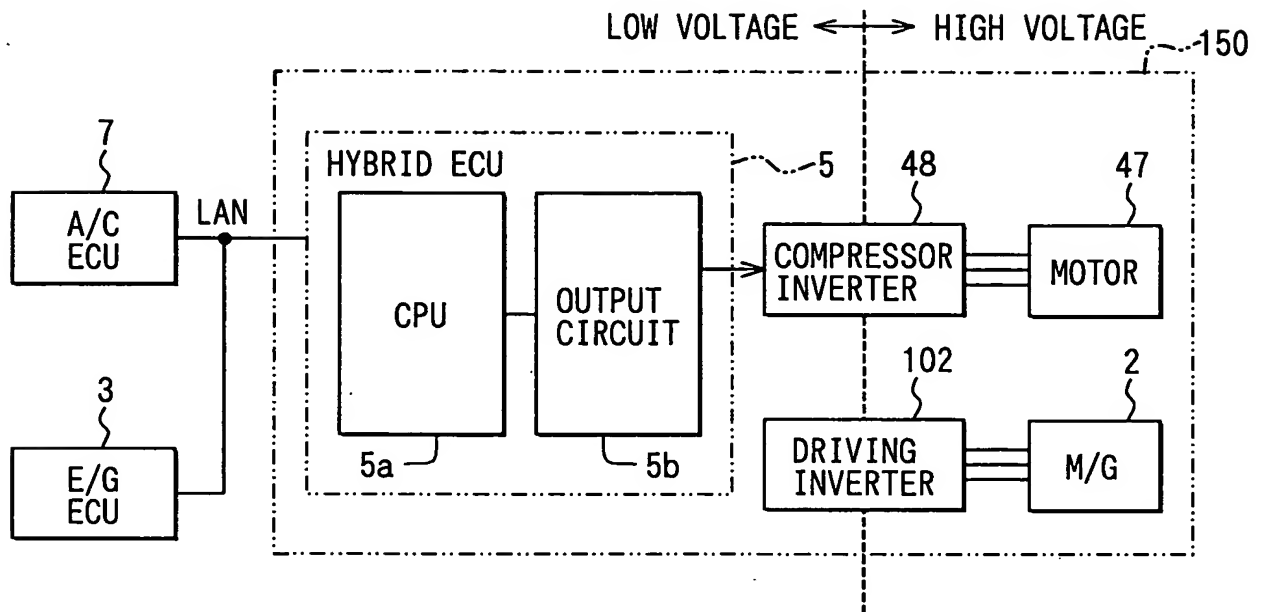 LOW VOLTAGE
HIGH VOLTAGE
150
7
A/C
ECU
LAN
3
E/G
ECU
HYBRID ECU
5
CPU
5a
OUTPUT
CIRCUIT
5b
48
COMPRESSOR
INVERTER
47
MOTOR
102
DRIVING
INVERTER
2
M/G